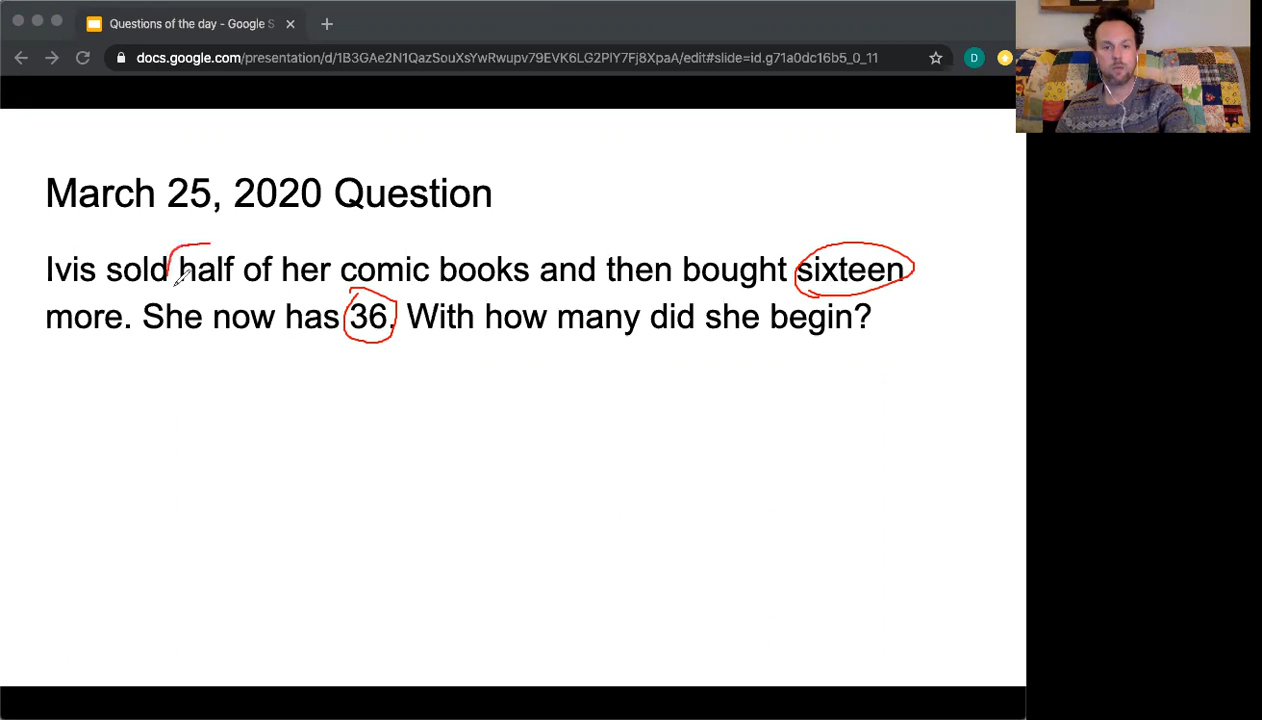 Questions of the day - Google S
docs.google.com/presentation/d/1B3GAe2N1QazSouXsYwRwupv79EVK6LG2PlY7Fj8XpaA/edit#slide=id.g71a0dc16b5_0_11
D
March 25, 2020 Question
Ivis sold half of her comic books and then bought sixteen
more. She now has 36. With how many did she begin?